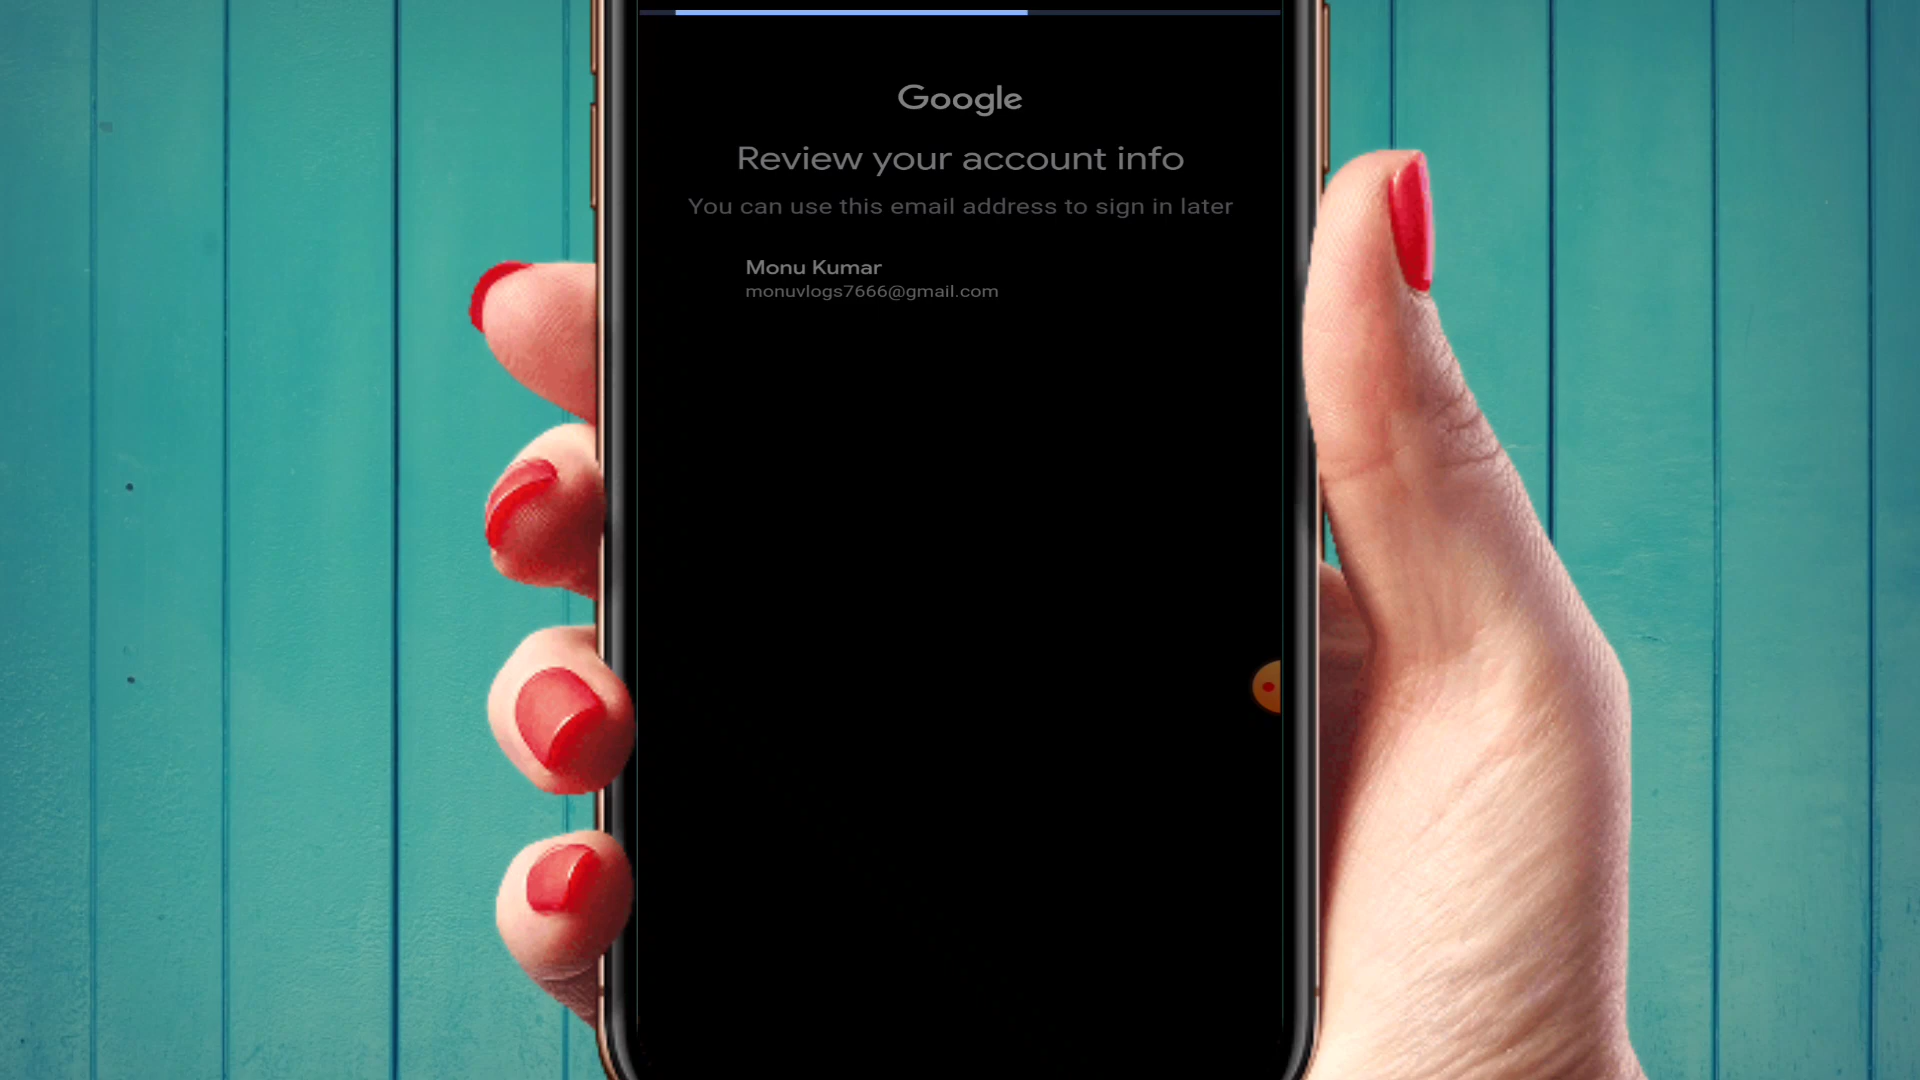 Google
Review your account info
You can use this email address to sign in later
Monu Kumar
monuvlogs7666@gmail.com